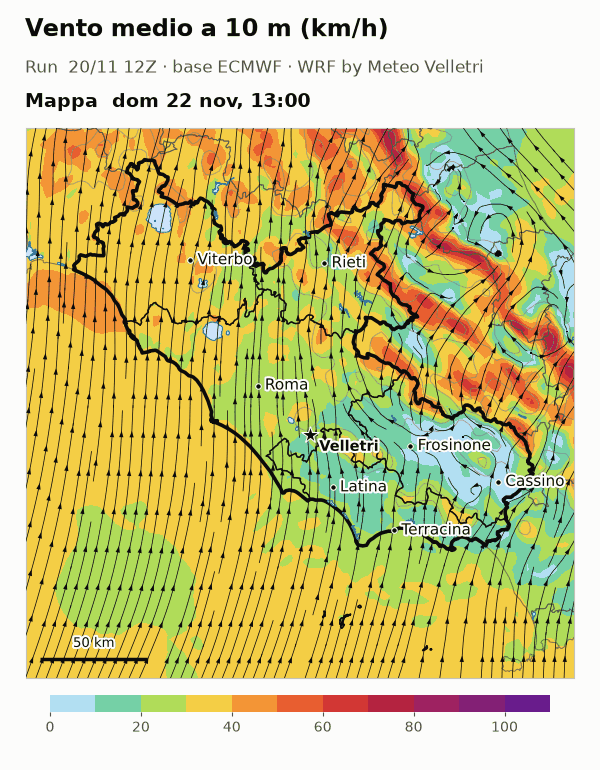 Vento medio a 10 m (km/h)
Run  20/11 12Z · base ECMWF · WRF by Meteo Velletri
Mappa  dom 22 nov, 13:00
Viterbo
Rieti
Roma
Velletri
Frosinone
Cassino
Latina
Terracina
50 km
0 20 40 60 80 100